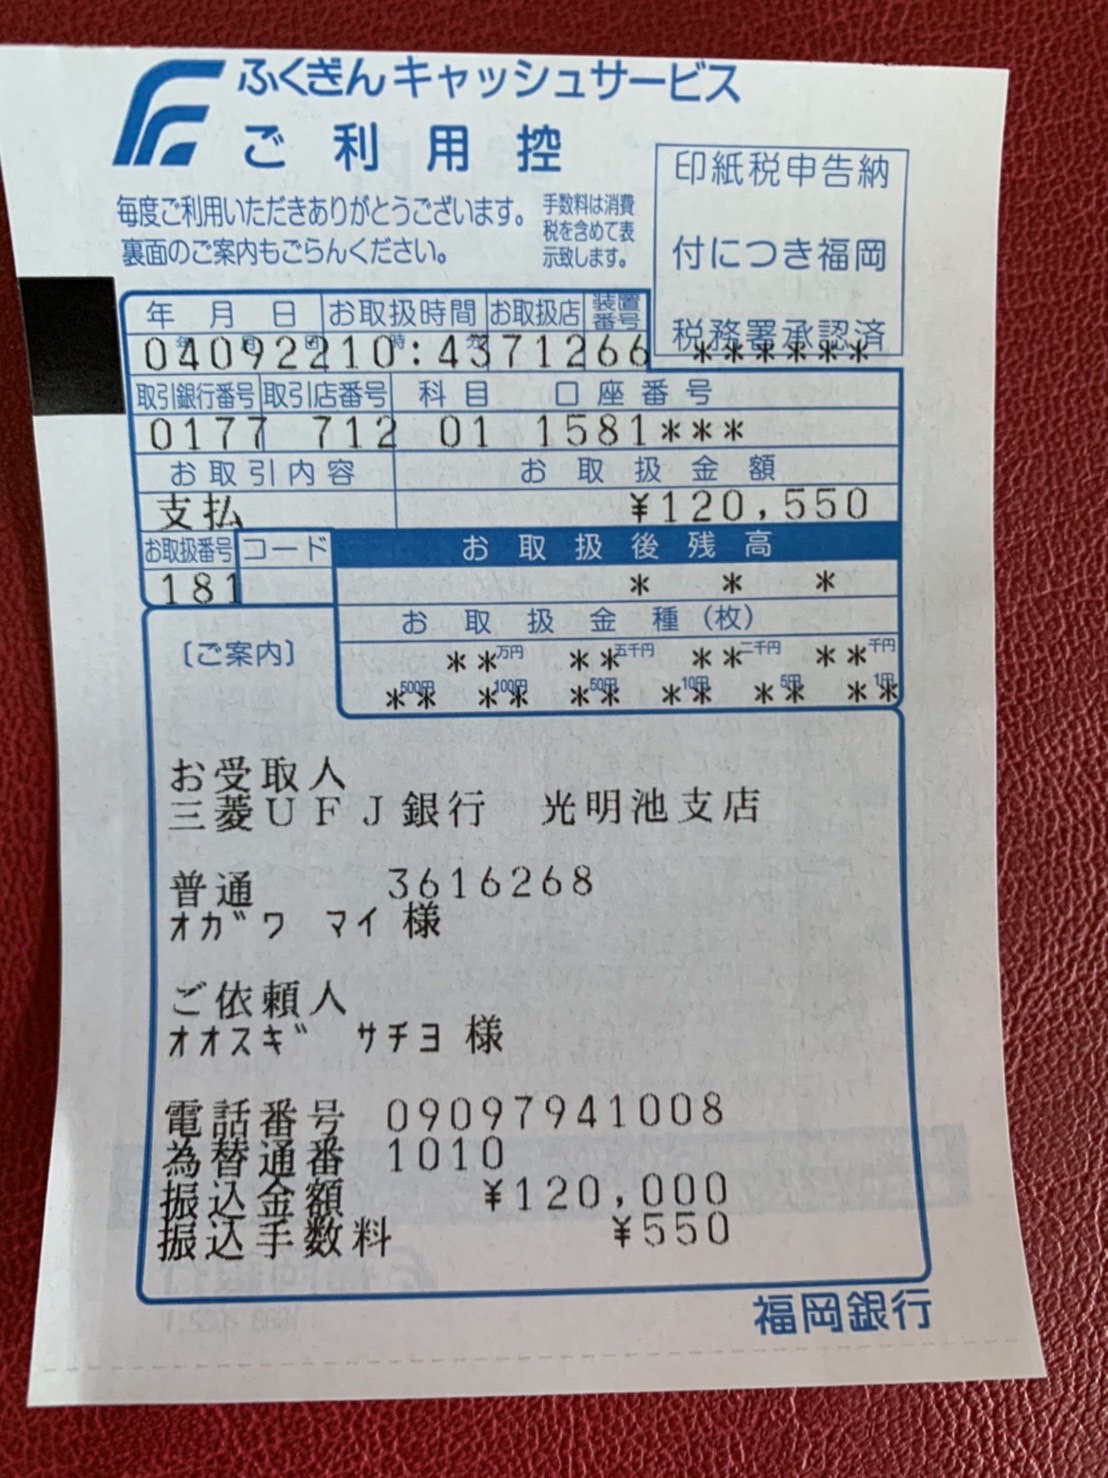 ふくぎんキャッシュサービス
ご利用控
毎度ご利用いただきありがとうございます。
裏面のご案内もごらんください。
手数料は消費
税を含めて表
示致します。
印紙税申告納
付につき福岡
税務署承認済
年 月 日 お取扱時間 お取扱店 装置番号
040922 10:43 712 66 ******
取引銀行番号 取引店番号 科目 口座番号
0177 712 01 1581***
お取引内容 お取扱金額
支払 ¥120,550
お取扱番号 コード お取扱後残高
181 * * *
お取扱金種(枚)
**万円 **五千円 **二千円 **千円
**500円 **100円 **50円 **10円 **5円 **1円
〔ご案内〕
お受取人
三菱UFJ銀行 光明池支店
普通 3616268
オガワ マイ 様
ご依頼人
オオスギ サチヨ 様
電話番号 09097941008
為替通番 1010
振込金額 ¥120,000
振込手数料 ¥550
福岡銀行